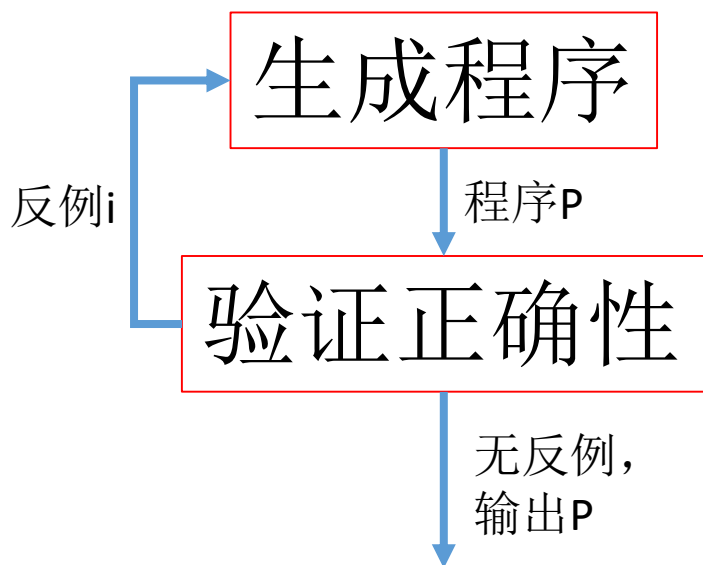 生成程序
反例i
程序P
验证正确性
无反例，
输出P